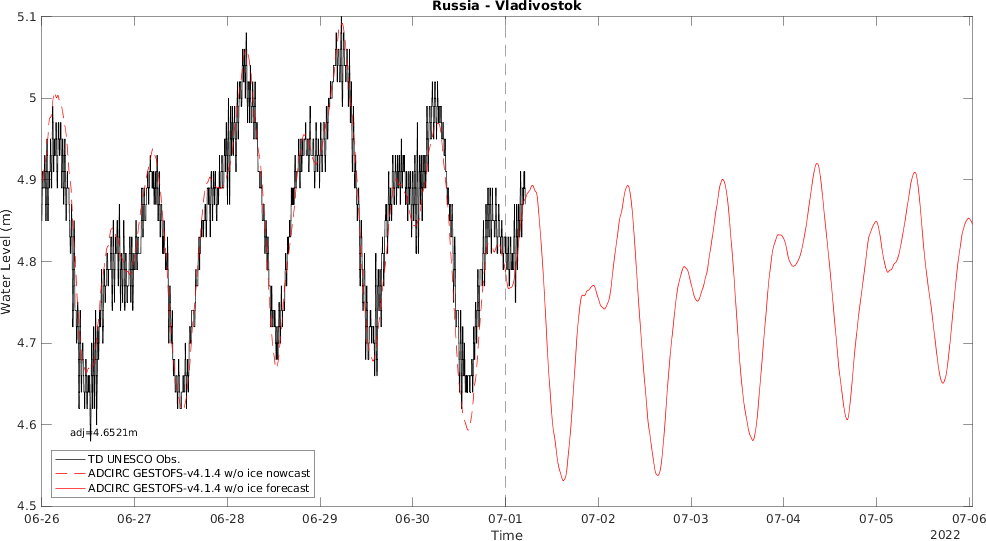 Russia - Vladivostok
Water Level (m)
5.1
5
4.9
4.8
4.7
4.6
4.5
adj=4.6521m
TD UNESCO Obs.
ADCIRC GESTOFS-v4.1.4 w/o ice nowcast
ADCIRC GESTOFS-v4.1.4 w/o ice forecast
06-26 06-27 06-28 06-29 06-30 07-01 07-02 07-03 07-04 07-05 07-06
Time
2022